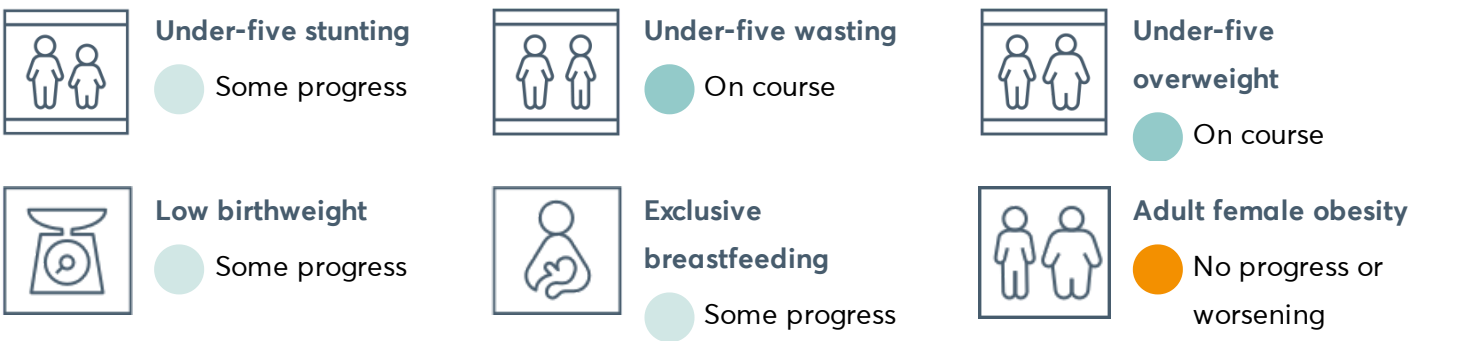 Under-five stunting
Some progress
Under-five wasting
On course
Under-five
overweight
On course
Low birthweight
Some progress
Exclusive
breastfeeding
Some progress
Adult female obesity
No progress or
worsening